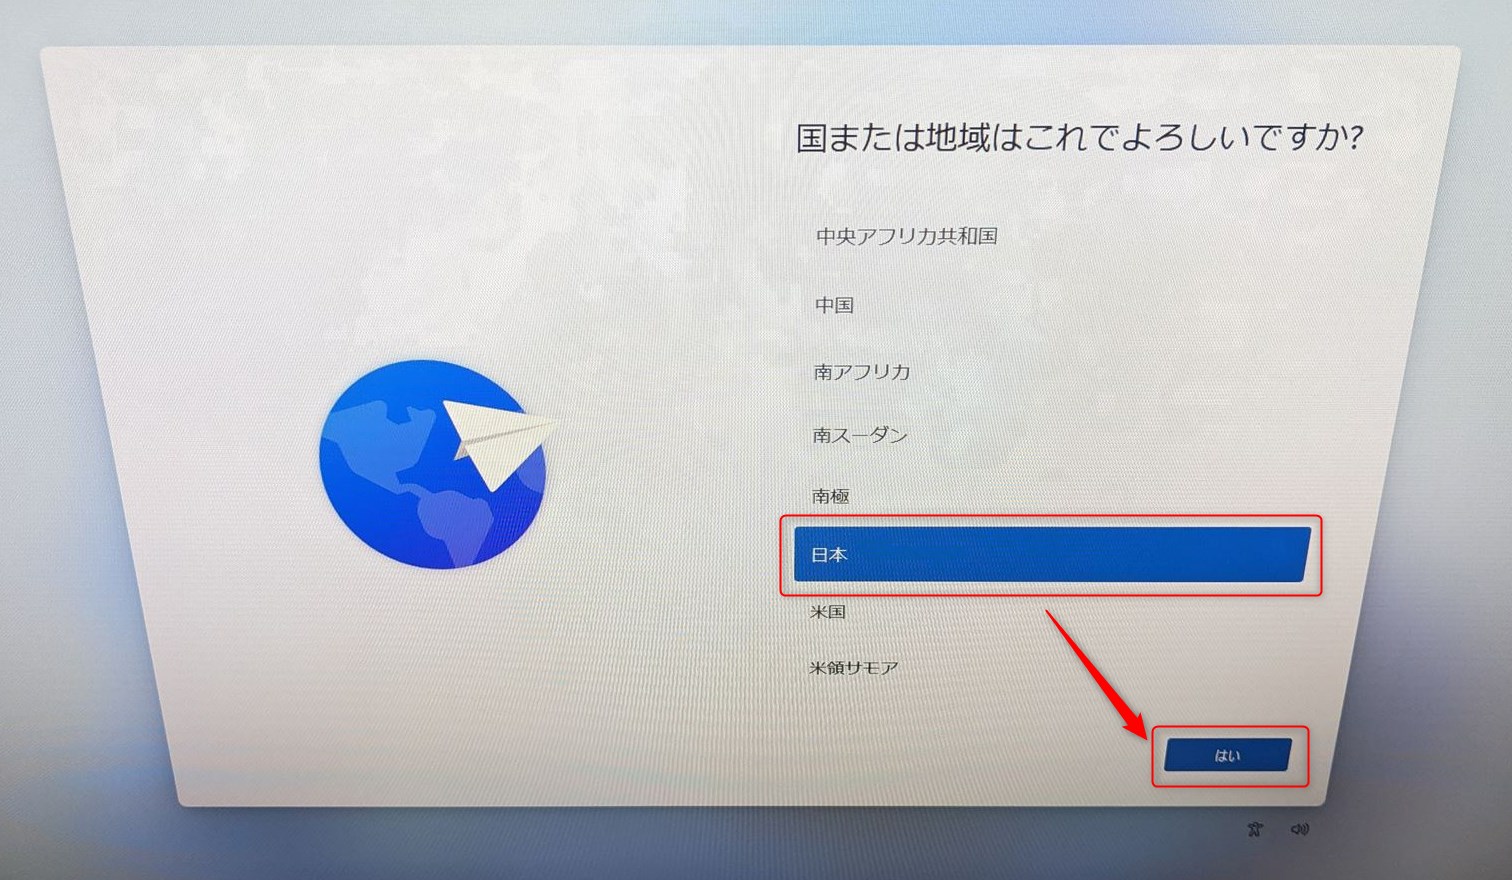 国または地域はこれでよろしいですか?
中央アフリカ共和国
中国
南アフリカ
南スーダン
南極
日本
米国
米領サモア
はい